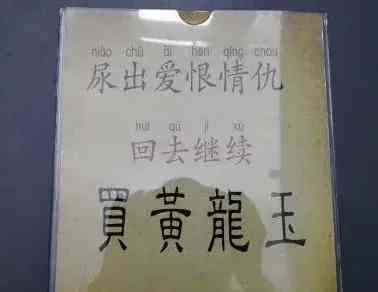 niào chū ài hèn qíng chóu
尿出爱恨情仇
huí qù jì xù
回去继续
買黃龍玉